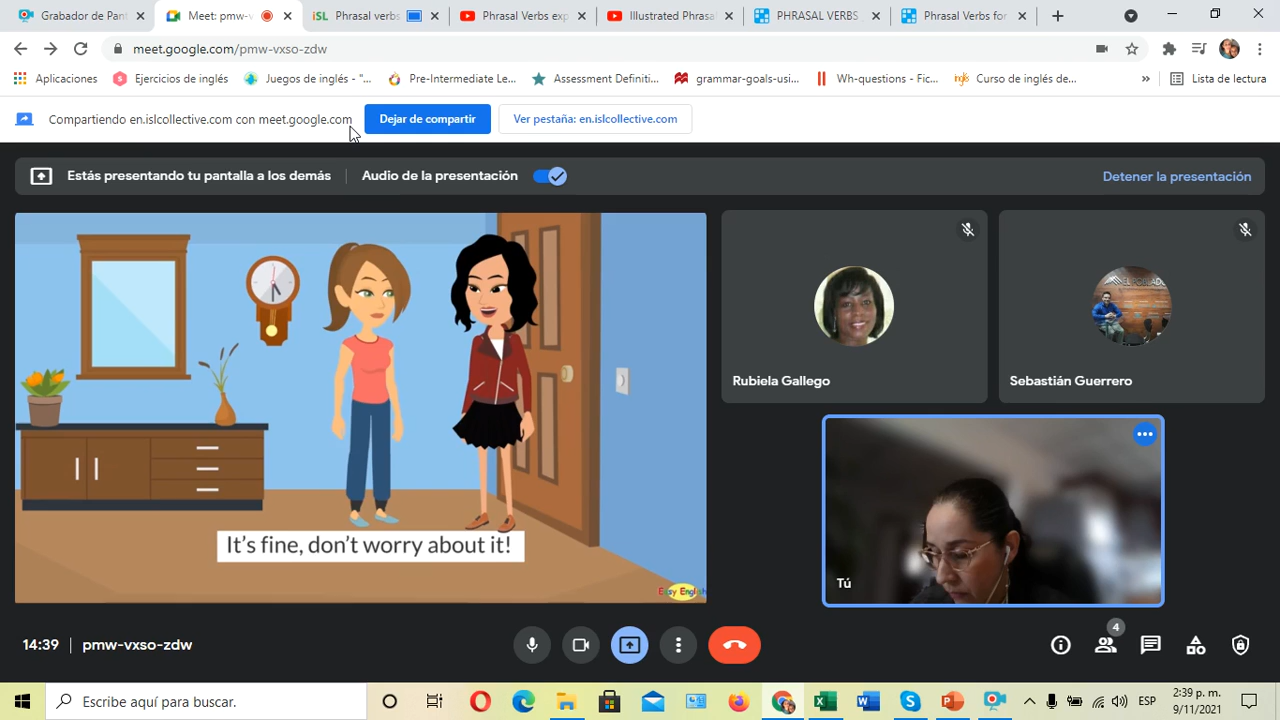 Grabador de Pant
Meet: pmw-v
iSL Phrasal verbs
Phrasal Verbs exp
Illustrated Phrasal
PHRASAL VERBS
Phrasal Verbs for
meet.google.com/pmw-vxso-zdw
Aplicaciones
Ejercicios de inglés
Juegos de inglés - "...
Pre-Intermediate Le...
Assessment Definiti...
grammar-goals-usi...
Wh-questions - Fic...
Curso de inglés de...
»
Lista de lectura
Compartiendo en.islcollective.com con meet.google.com
Dejar de compartir
Ver pestaña: en.islcollective.com
Estás presentando tu pantalla a los demás
Audio de la presentación
Detener la presentación
Rubiela Gallego
Sebastián Guerrero
It's fine, don't worry about it!
Easy English
Tú
14:39
pmw-vxso-zdw
4
Escribe aquí para buscar.
ESP
2:39 p. m.
9/11/2021